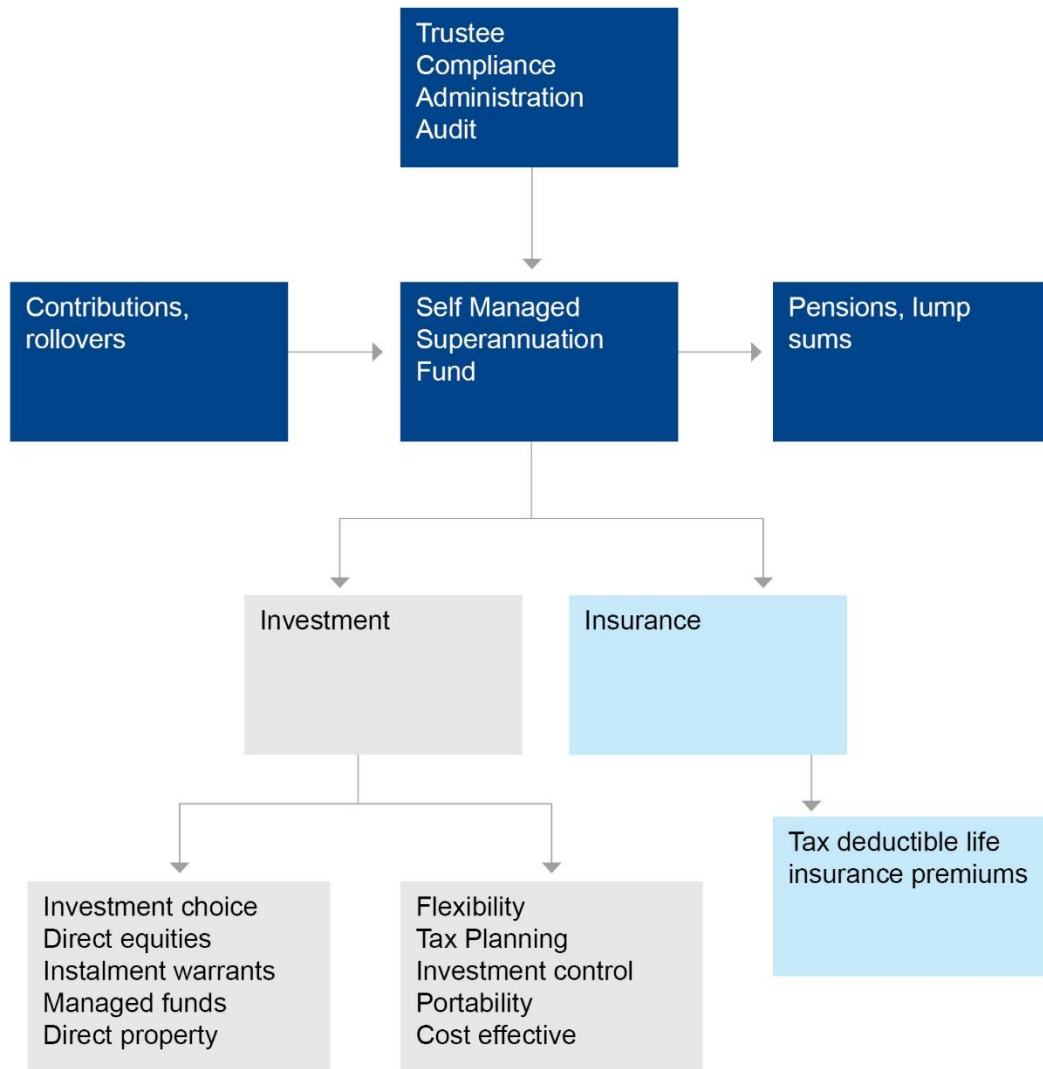 Trustee
Compliance
Administration
Audit
Contributions,
rollovers
Self Managed
Superannuation
Fund
Pensions, lump
sums
Investment
Insurance
Tax deductible life
insurance premiums
Investment choice
Direct equities
Instalment warrants
Managed funds
Direct property
Flexibility
Tax Planning
Investment control
Portability
Cost effective